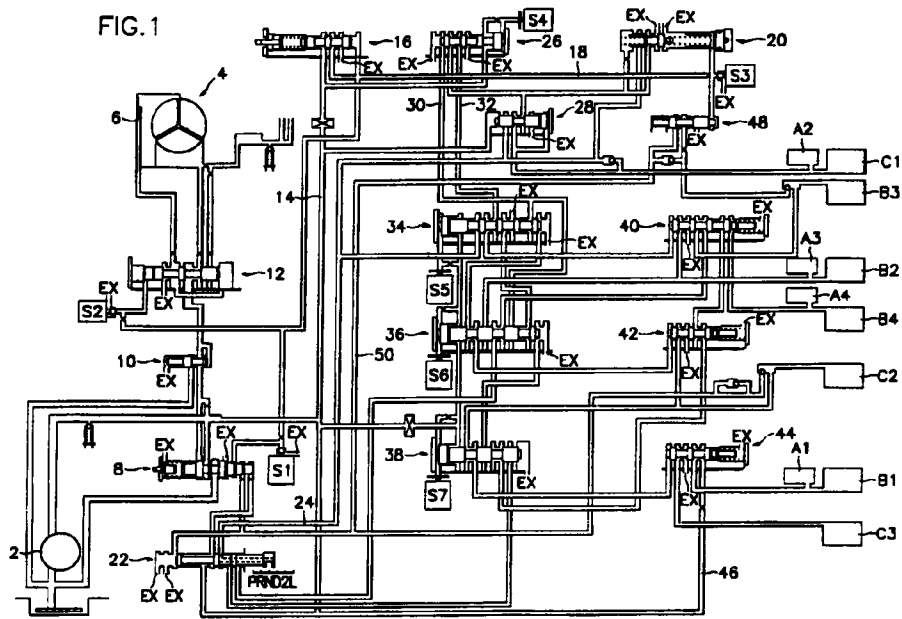 FIG.1
4
6
EX
16
EX
EX
S4
26
EX
EX
20
18
S3
EX
30
32
28
EX
48
EX
A2
C1
B3
14
34
EX
EX
40
EX
EX
A3
B2
12
EX
EX
S2
S5
A4
B4
36
EX
42
EX
EX
10
EX
50
S6
C2
8
EX
EX
EX
S1
38
EX
S7
44
EX
EX
A1
B1
C3
2
24
22
PRND2L
EX
EX
46